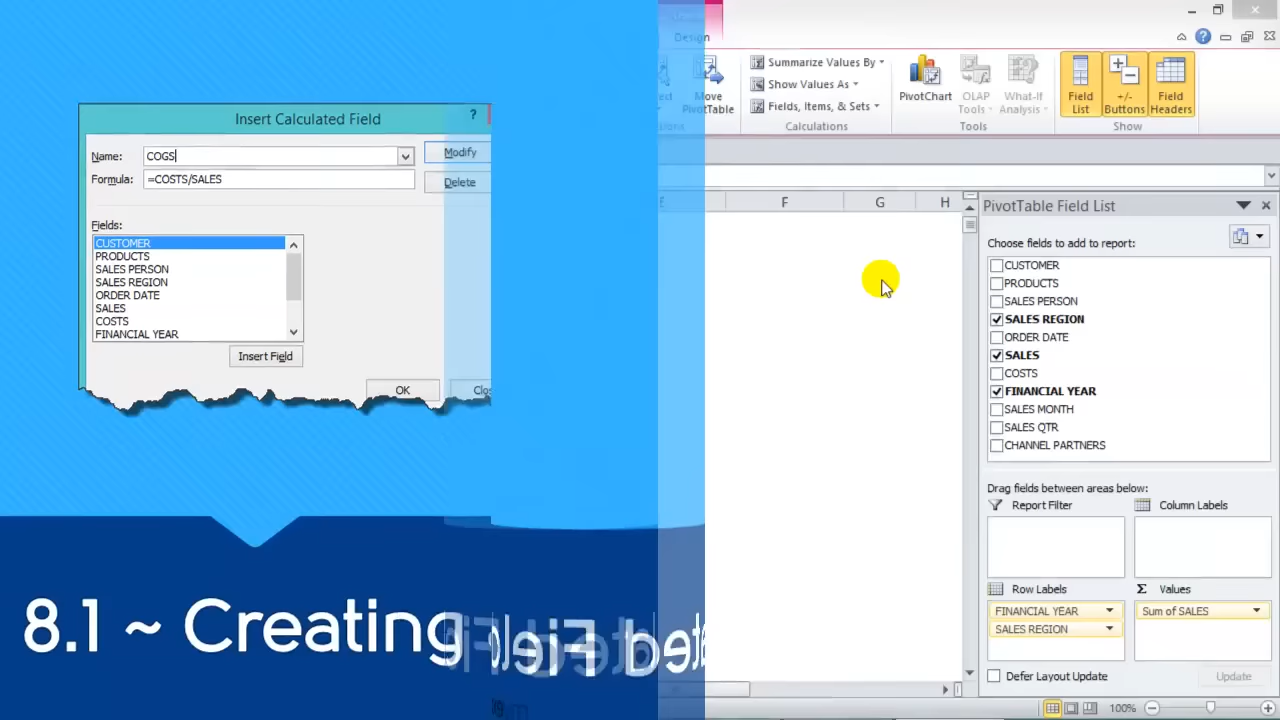 Insert Calculated Field
?
Name:
COGS
Modify
Formula:
=COSTS/SALES
Delete
Fields:
CUSTOMER
PRODUCTS
SALES PERSON
SALES REGION
ORDER DATE
SALES
COSTS
FINANCIAL YEAR
Insert Field
OK
8.1 ~ Creating
Design
Move
PivotTable
Summarize Values By
Show Values As
Fields, Items, & Sets
Calculations
PivotChart
OLAP
Tools
What-If
Analysis
Tools
Field
List
+/-
Buttons
Field
Headers
Show
F
G
H
PivotTable Field List
Choose fields to add to report:
CUSTOMER
PRODUCTS
SALES PERSON
SALES REGION
ORDER DATE
SALES
COSTS
FINANCIAL YEAR
SALES MONTH
SALES QTR
CHANNEL PARTNERS
Drag fields between areas below:
Report Filter
Column Labels
Row Labels
Σ Values
FINANCIAL YEAR
Sum of SALES
SALES REGION
Defer Layout Update
Update
100%